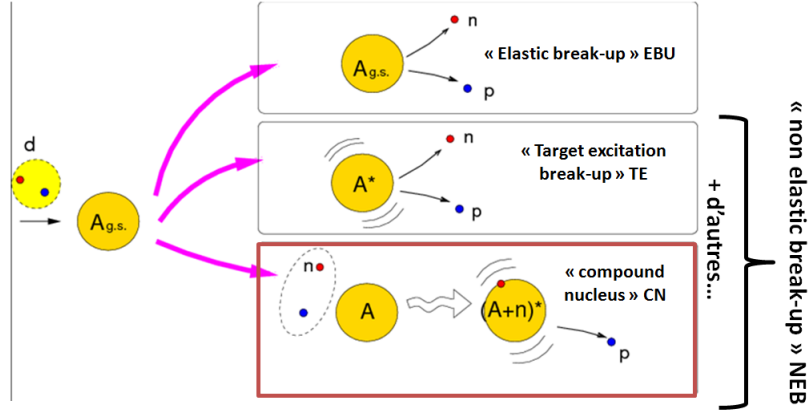 d
A g.s.
A g.s.
n
p
« Elastic break-up » EBU
A*
n
p
« Target excitation
break-up » TE
n
A
(A+n)*
p
« compound
nucleus » CN
+ d’autres...
« non elastic break-up » NEB